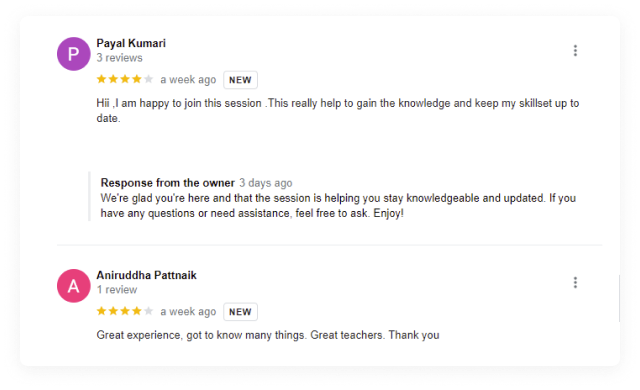 P
Payal Kumari
3 reviews
a week ago NEW
Hii ,I am happy to join this session .This really help to gain the knowledge and keep my skillset up to
date.
Response from the owner 3 days ago
We're glad you're here and that the session is helping you stay knowledgeable and updated. If you
have any questions or need assistance, feel free to ask. Enjoy!
A
Aniruddha Pattnaik
1 review
a week ago NEW
Great experience, got to know many things. Great teachers. Thank you